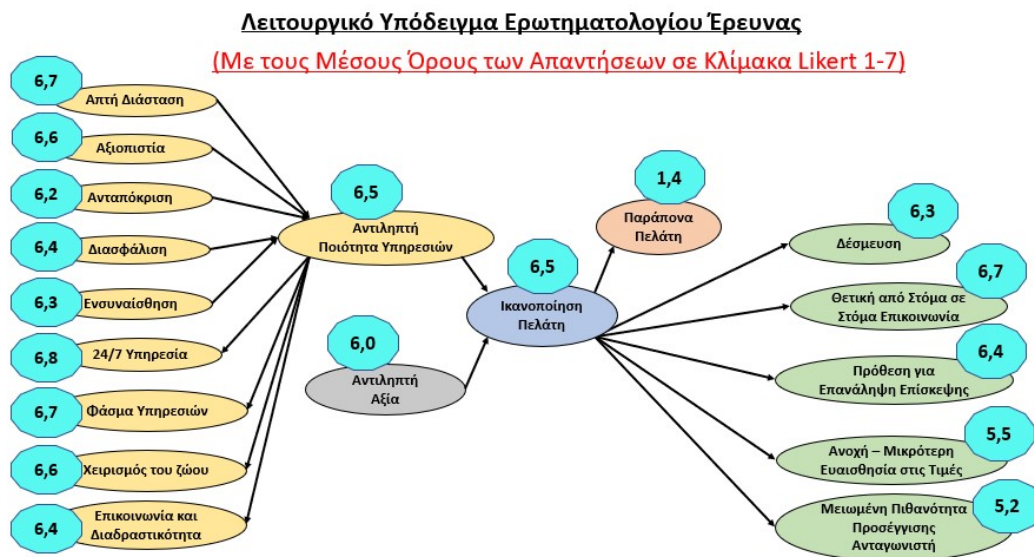 Λειτουργικό Υπόδειγμα Ερωτηματολογίου Έρευνας
(Με τους Μέσους Όρους των Απαντήσεων σε Κλίμακα Likert 1-7)
6,7
Απτή Διάσταση
6,6
Αξιοπιστία
6,2
Ανταπόκριση
6,4
Διασφάλιση
6,3
Ενσυναίσθηση
6,8
24/7 Υπηρεσία
6,7
Φάσμα Υπηρεσιών
6,6
Χειρισμός του ζώου
6,4
Επικοινωνία και
Διαδραστικότητα
6,5
Αντιληπτή
Ποιότητα Υπηρεσιών
6,0
Αντιληπτή
Αξία
6,5
Ικανοποίηση
Πελάτη
1,4
Παράπονα
Πελάτη
6,3
Δέσμευση
6,7
Θετική από Στόμα σε
Στόμα Επικοινωνία
6,4
Πρόθεση για
Επανάληψη Επίσκεψης
5,5
Ανοχή – Μικρότερη
Ευαισθησία στις Τιμές
5,2
Μειωμένη Πιθανότητα
Προσέγγισης
Ανταγωνιστή